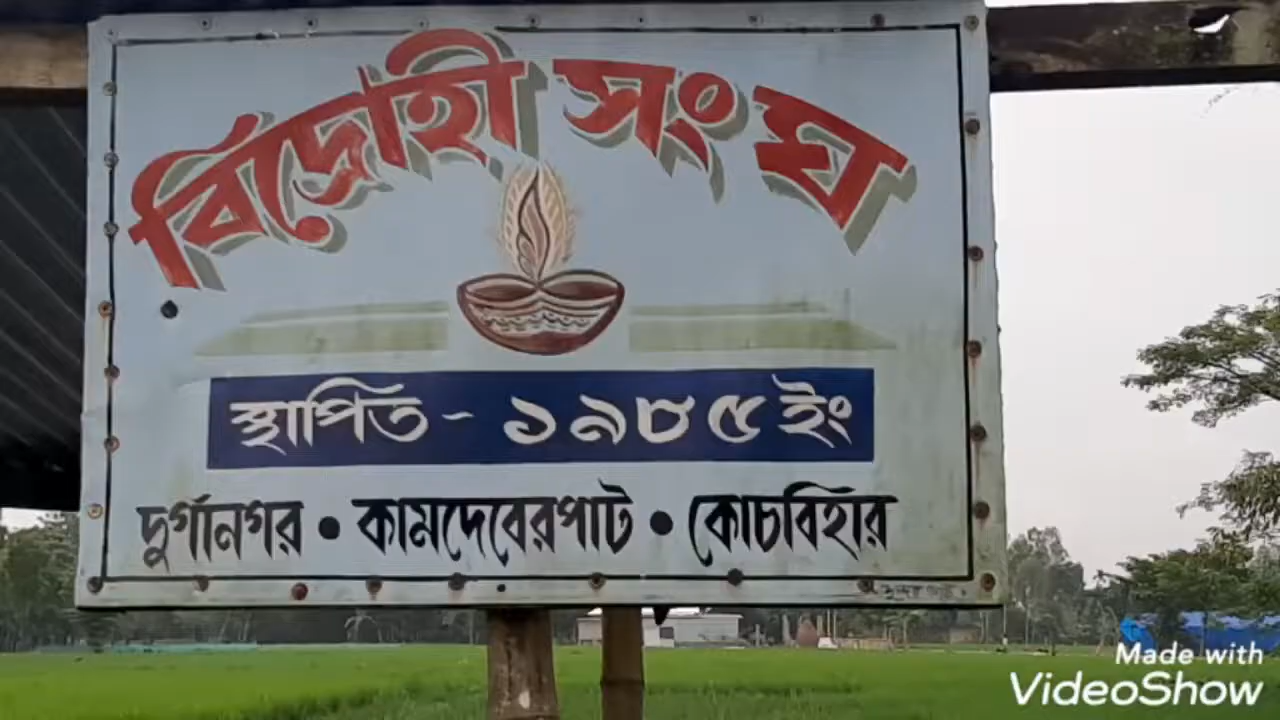 বিদ্রোহী সংঘ
স্থাপিত - ১৯৮৫ ইং
দুর্গানগর • কামদেবেরপাট • কোচবিহার
Made with
VideoShow